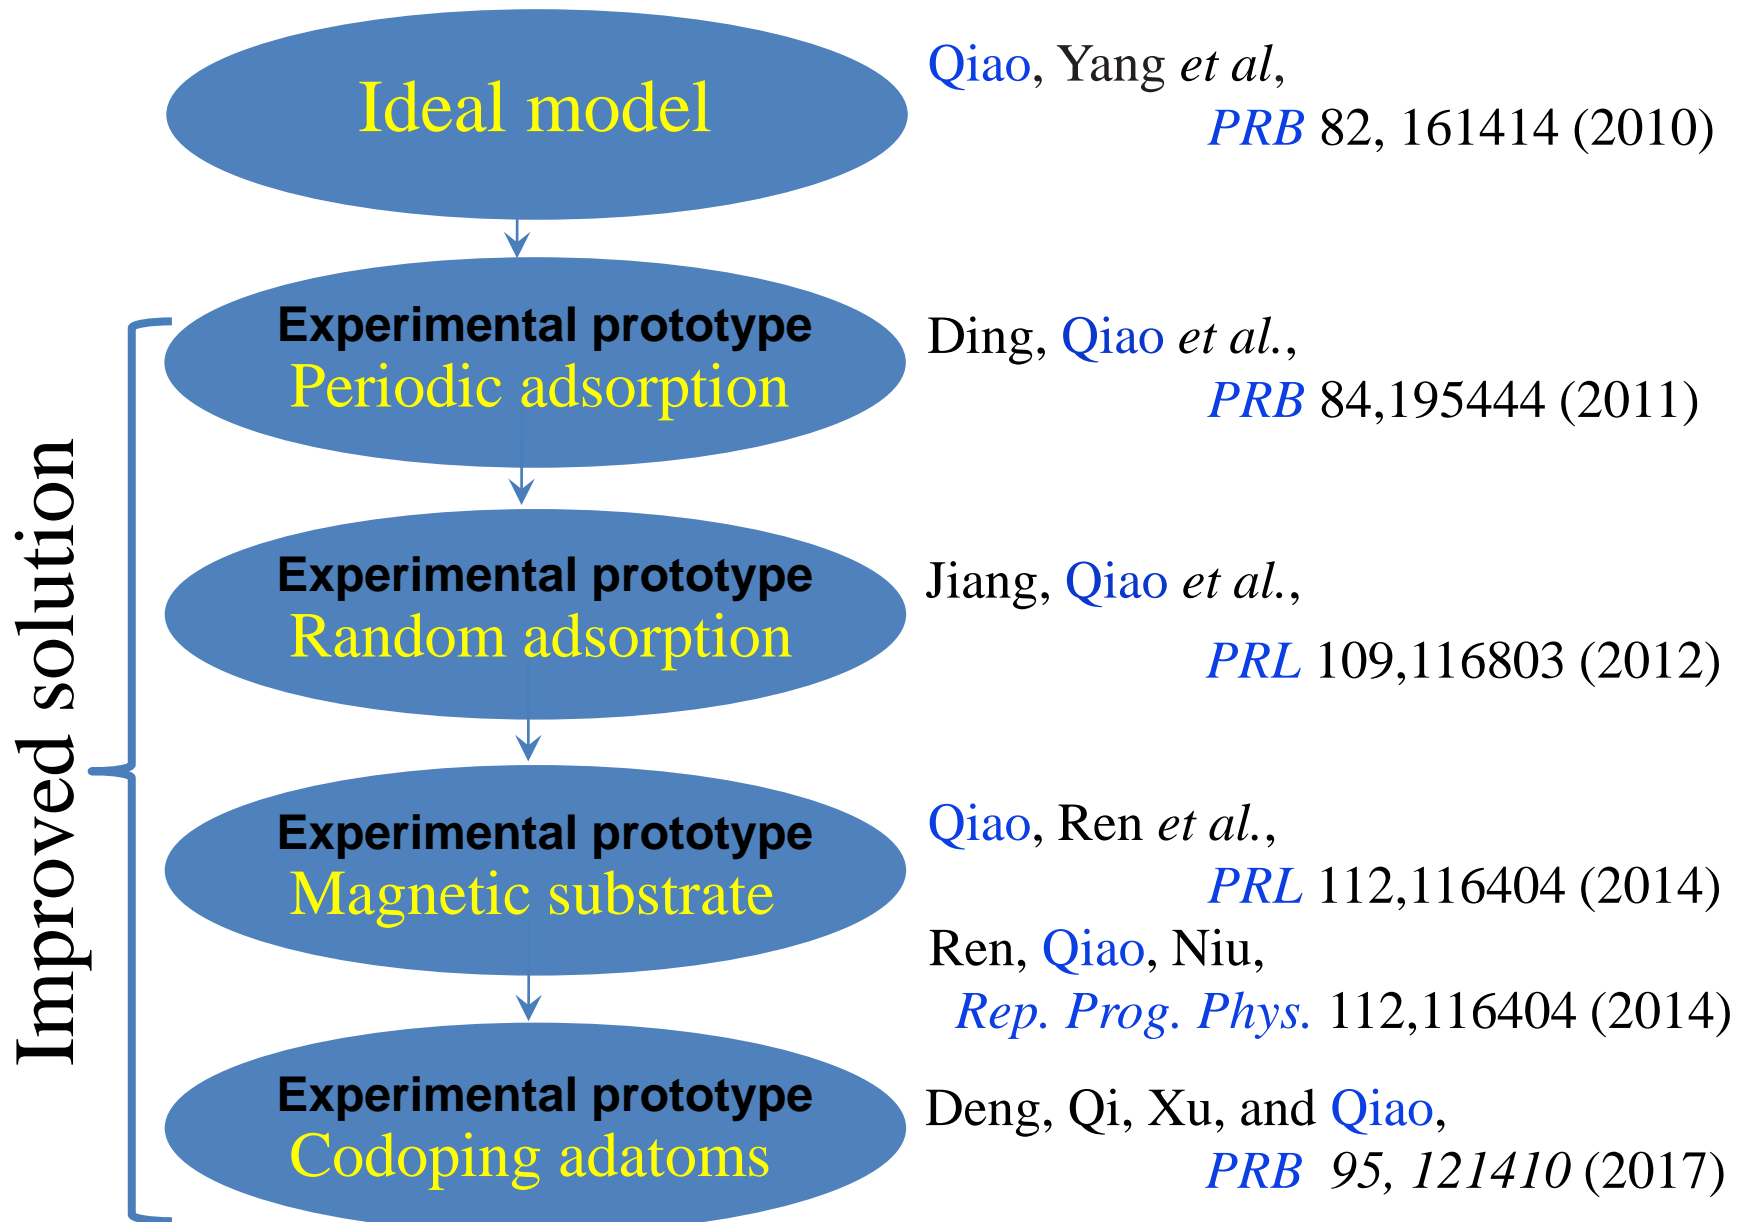 Ideal model
Qiao, Yang et al,
PRB 82, 161414 (2010)
Improved solution
Experimental prototype
Periodic adsorption
Ding, Qiao et al.,
PRB 84,195444 (2011)
Experimental prototype
Random adsorption
Jiang, Qiao et al.,
PRL 109,116803 (2012)
Experimental prototype
Magnetic substrate
Qiao, Ren et al.,
PRL 112,116404 (2014)
Ren, Qiao, Niu,
Rep. Prog. Phys. 112,116404 (2014)
Experimental prototype
Codoping adatoms
Deng, Qi, Xu, and Qiao,
PRB 95, 121410 (2017)